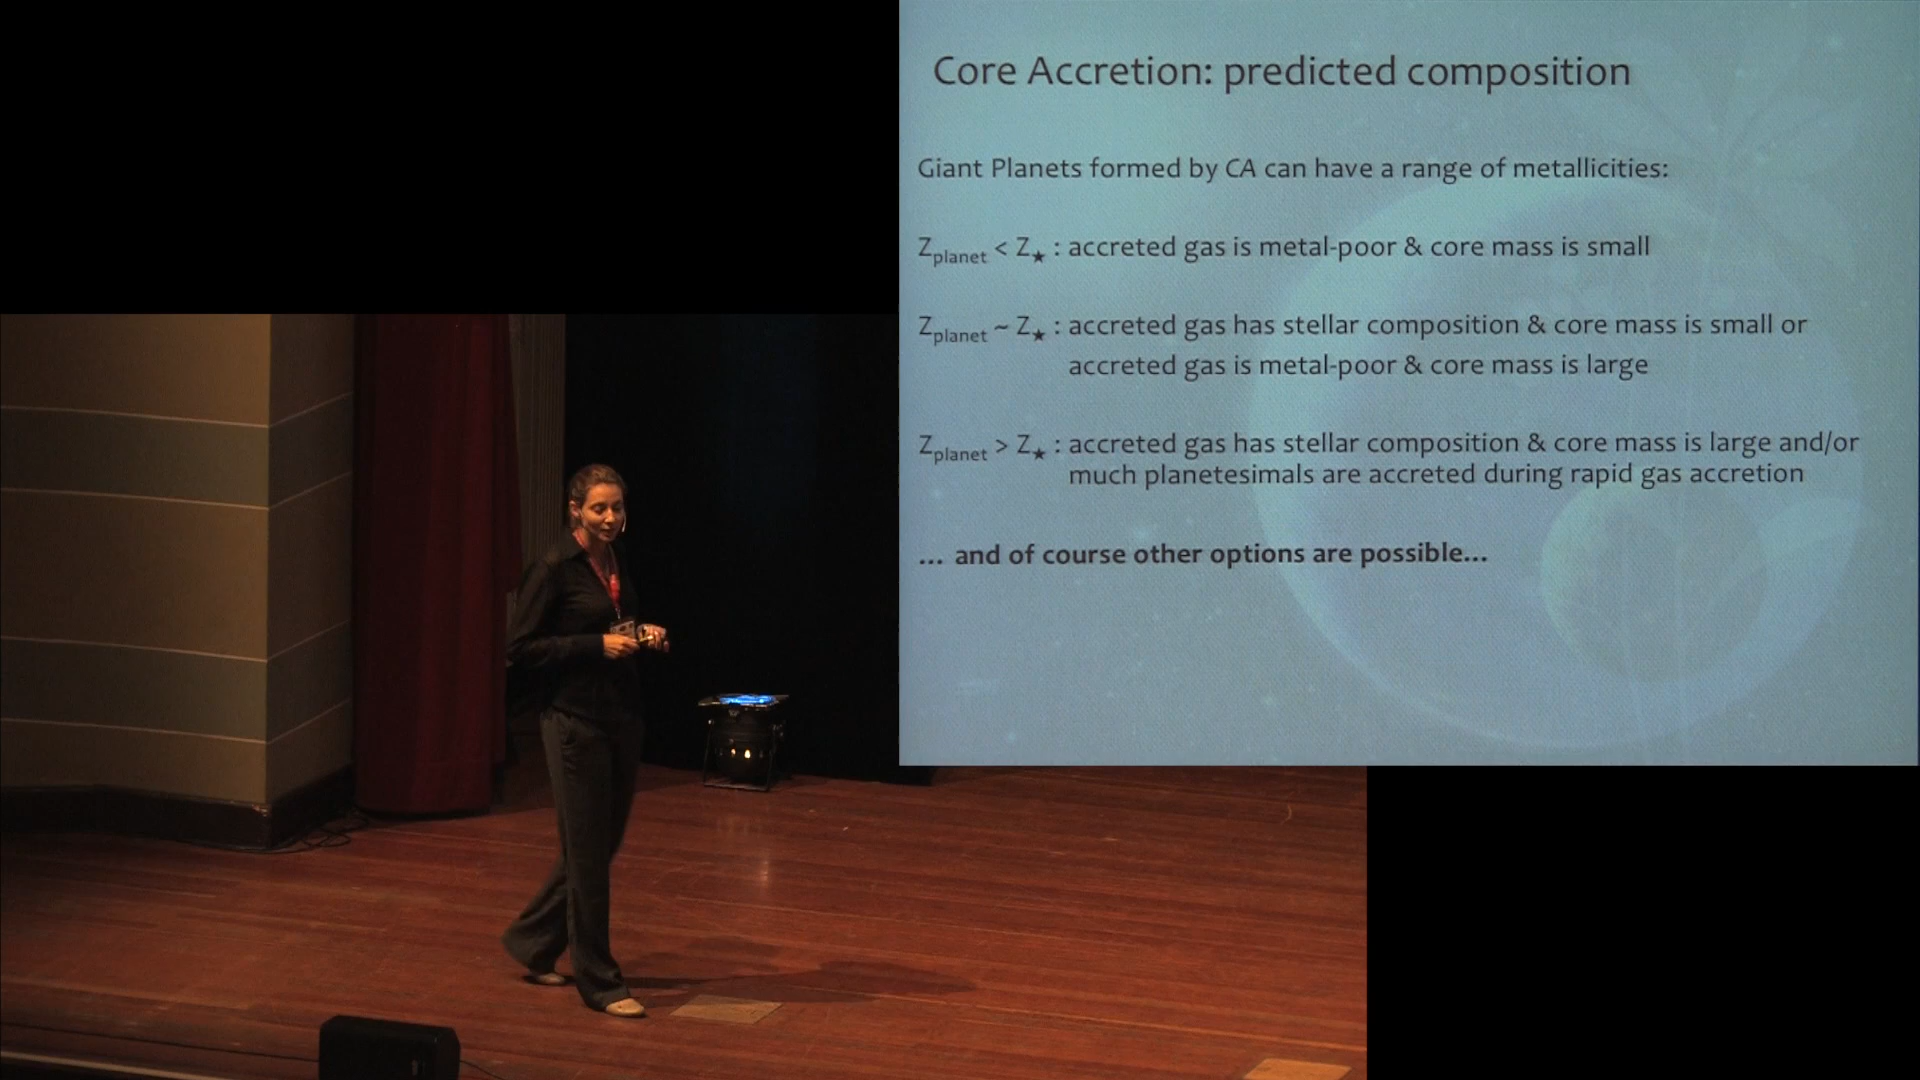 Core Accretion: predicted composition
Giant Planets formed by CA can have a range of metallicities:
Zplanet < Z★ : accreted gas is metal-poor & core mass is small
Zplanet ~ Z★ : accreted gas has stellar composition & core mass is small or
accreted gas is metal-poor & core mass is large
Zplanet > Z★ : accreted gas has stellar composition & core mass is large and/or
much planetesimals are accreted during rapid gas accretion
... and of course other options are possible...